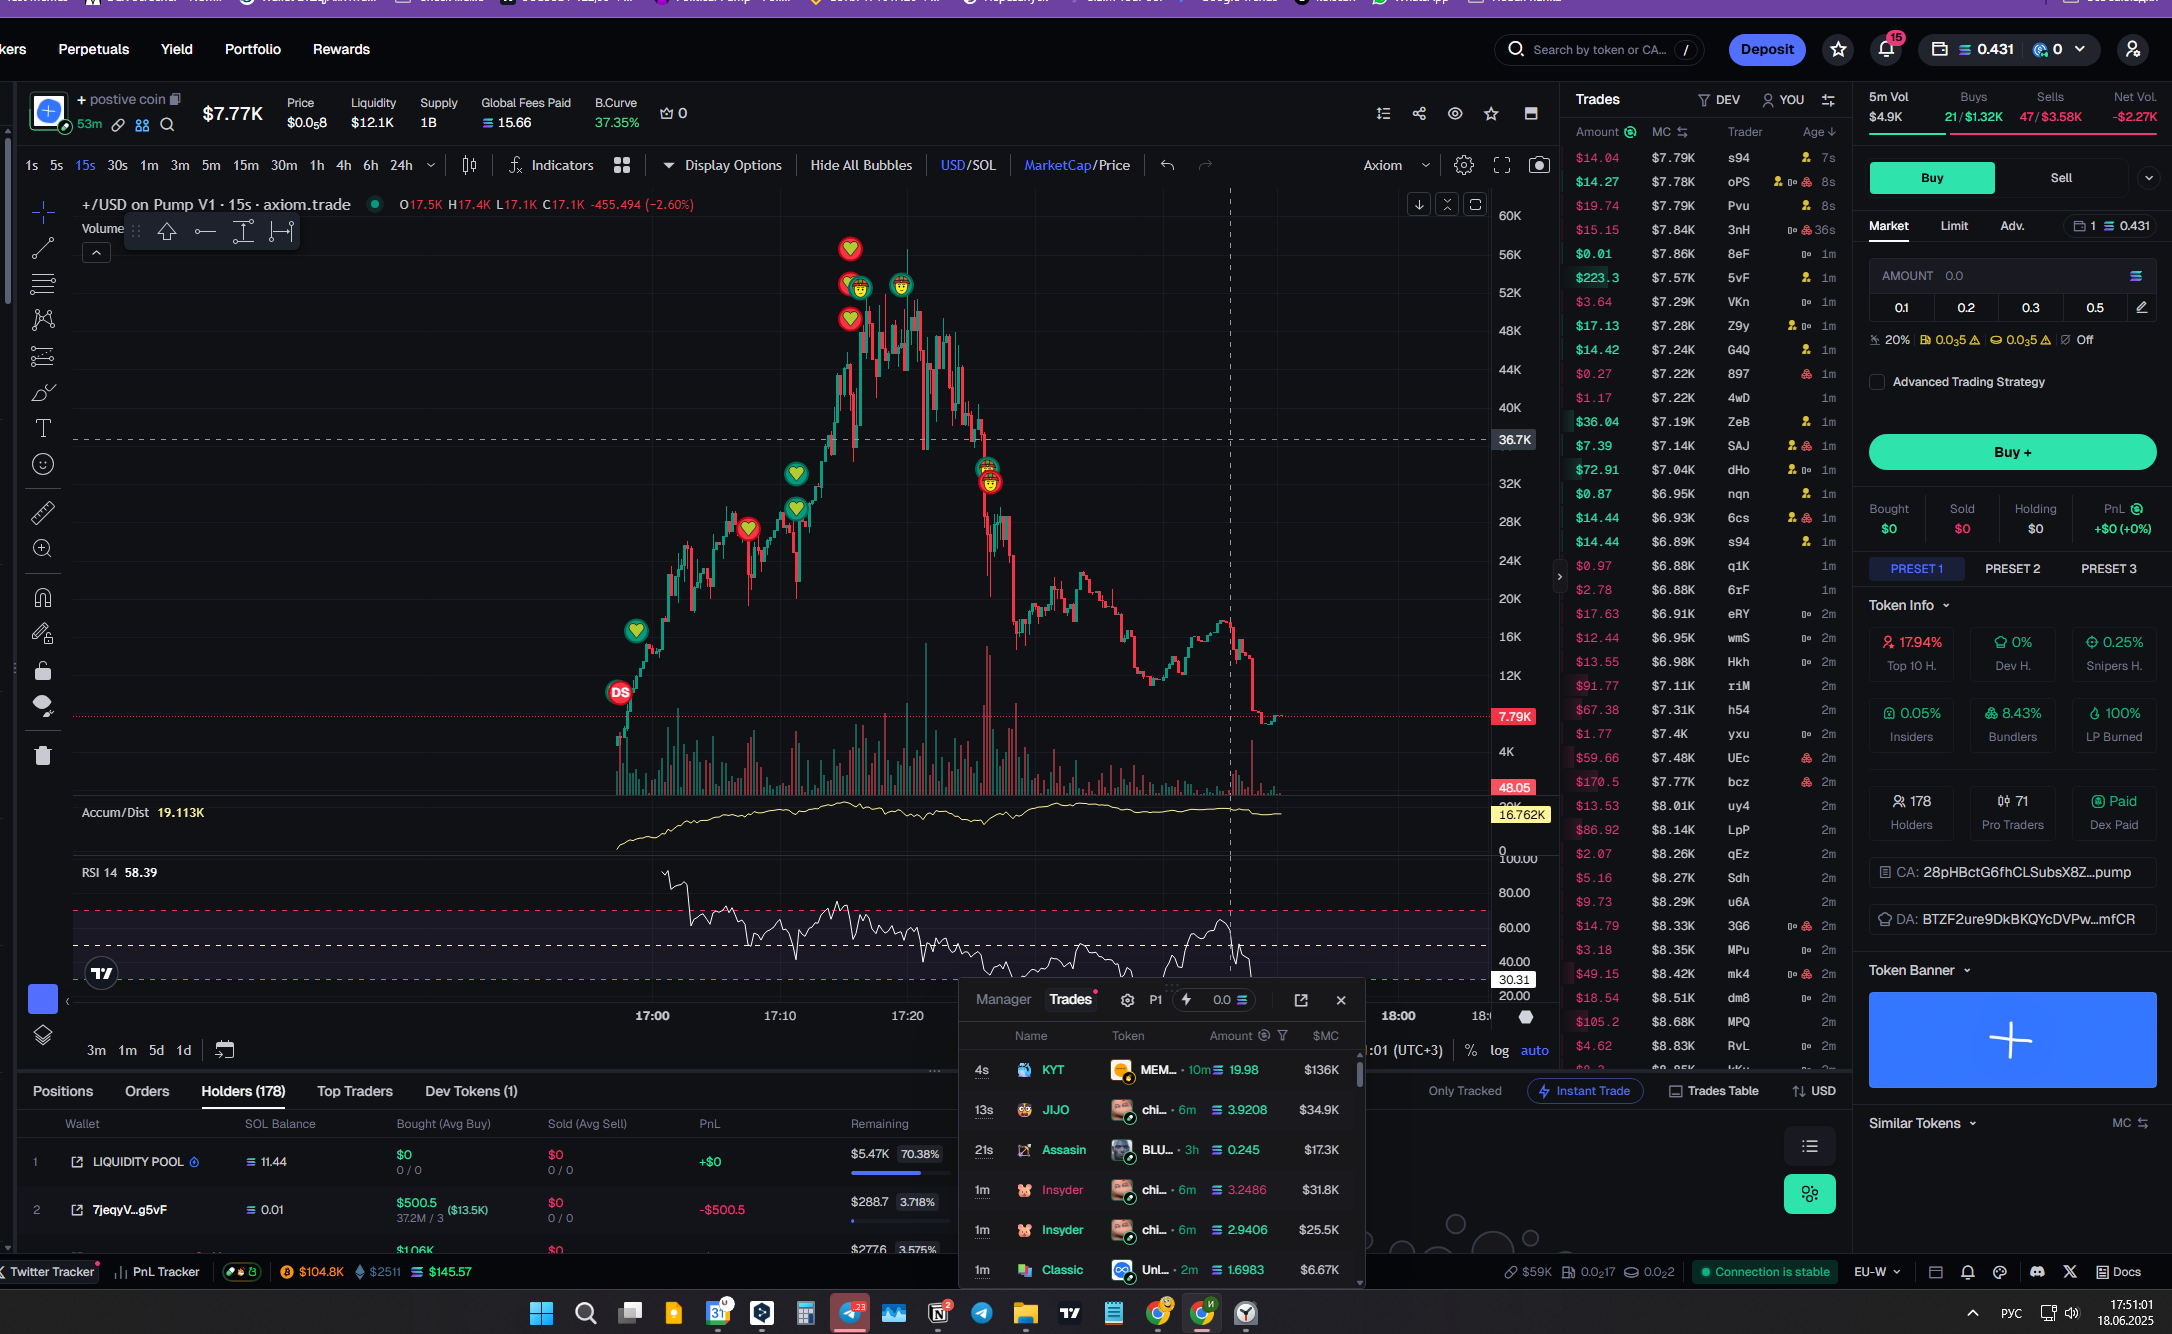 kers Perpetuals Yield Portfolio Rewards
Search by token or CA... / Deposit 15 0.431 0
+ postive coin
53m
$7.77K
Price Liquidity Supply Global Fees Paid B.Curve
$0.0₅8 $12.1K 1B 15.66 37.35% 0
1s 5s 15s 30s 1m 3m 5m 15m 30m 1h 4h 6h 24h Indicators Display Options Hide All Bubbles USD/SOL MarketCap/Price Axiom
+/USD on Pump V1 · 15s · axiom.trade O17.5K H17.4K L17.1K C17.1K -455.494 (−2.60%)
Volume
60K
56K
52K
48K
44K
40K
36.7K
32K
28K
24K
20K
16K
12K
DS
7.79K
4K
48.05
Accum/Dist 19.113K
20K
16.762K
0
RSI 14 58.39
100.00
80.00
60.00
40.00
30.31
20.00
17:00 17:10 17:20 18:00
3m 1m 5d 1d
:01 (UTC+3) % log auto
Trades DEV YOU
Amount MC Trader Age
$14.04 $7.79K s94 7s
$14.27 $7.78K oPS 8s
$19.74 $7.79K Pvu 8s
$15.15 $7.84K 3nH 36s
$0.01 $7.86K 8eF 1m
$223.3 $7.57K 5vF 1m
$3.64 $7.29K VKn 1m
$17.13 $7.28K Z9y 1m
$14.42 $7.24K G4Q 1m
$0.27 $7.22K 897 1m
$1.17 $7.22K 4wD 1m
$36.04 $7.19K ZeB 1m
$7.39 $7.14K SAJ 1m
$72.91 $7.04K dHo 1m
$0.87 $6.95K nqn 1m
$14.44 $6.93K 6cs 1m
$14.44 $6.89K s94 1m
$0.97 $6.88K q1K 1m
$2.78 $6.88K 6rF 1m
$17.63 $6.91K eRY 2m
$12.44 $6.95K wmS 2m
$13.55 $6.98K Hkh 2m
$91.77 $7.11K riM 2m
$67.38 $7.31K h54 2m
$1.77 $7.4K yxu 2m
$59.66 $7.48K UEc 2m
$170.5 $7.77K bcz 2m
$13.53 $8.01K uy4 2m
$86.92 $8.14K LpP 2m
$2.07 $8.26K qEz 2m
$5.16 $8.27K Sdh 2m
$9.73 $8.29K u6A 2m
$14.79 $8.33K 3G6 2m
$3.18 $8.35K MPu 2m
$49.15 $8.42K mk4 2m
$18.54 $8.51K dm8 2m
$105.2 $8.68K MPQ 2m
$4.62 $8.83K RvL 2m
5m Vol Buys Sells Net Vol.
$4.9K 21/$1.32K 47/$3.58K -$2.27K
Buy Sell
Market Limit Adv. 1 0.431
AMOUNT 0.0
0.1 0.2 0.3 0.5
20% 0.0₃5 0.0₃5 Off
Advanced Trading Strategy
Buy +
Bought Sold Holding PnL
$0 $0 $0 +$0 (+0%)
PRESET 1 PRESET 2 PRESET 3
Token Info
17.94% 0% 0.25%
Top 10 H. Dev H. Snipers H.
0.05% 8.43% 100%
Insiders Bundlers LP Burned
178 71 Paid
Holders Pro Traders Dex Paid
CA: 28pHBctG6fhCLSubsX8Z...pump
DA: BTZF2ure9DkBKQYcDVPw...mfCR
Token Banner
Similar Tokens MC
Positions Orders Holders (178) Top Traders Dev Tokens (1)
Only Tracked Instant Trade Trades Table USD
Wallet SOL Balance Bought (Avg Buy) Sold (Avg Sell) PnL Remaining
1 LIQUIDITY POOL 11.44 $0 $0 +$0 $5.47K 70.38%
0 / 0 0 / 0
2 7jeqyV...g5vF 0.01 $500.5 ($13.5K) $0 -$500.5 $288.7 3.718%
37.2M / 3 0 / 0
$1.06K $0 $277.6 3.575%
Manager Trades P1 0.0
Name Token Amount $MC
4s KYT MEM... · 10m 19.98 $136K
13s JIJO chi... · 6m 3.9208 $34.9K
21s Assasin BLU... · 3h 0.245 $17.3K
1m Insyder chi... · 6m 3.2486 $31.8K
1m Insyder chi... · 6m 2.9406 $25.5K
1m Classic Unl... · 2m 1.6983 $6.67K
Twitter Tracker PnL Tracker $104.8K $2511 $145.57
$59K 0.0₂17 0.0₂2 Connection is stable EU-W Docs
31 23 2
РУС
17:51:01
18.06.2025